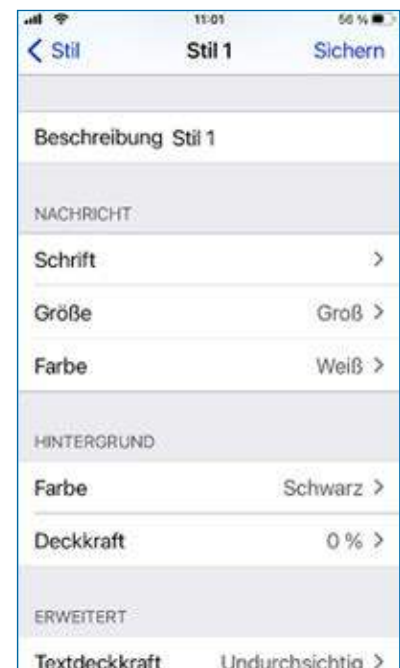 11:01 56 %
Stil Stil 1 Sichern
Beschreibung Stil 1
NACHRICHT
Schrift
Größe Groß
Farbe Weiß
HINTERGRUND
Farbe Schwarz
Deckkraft 0 %
ERWEITERT
Textdeckkraft Undurchsichtig